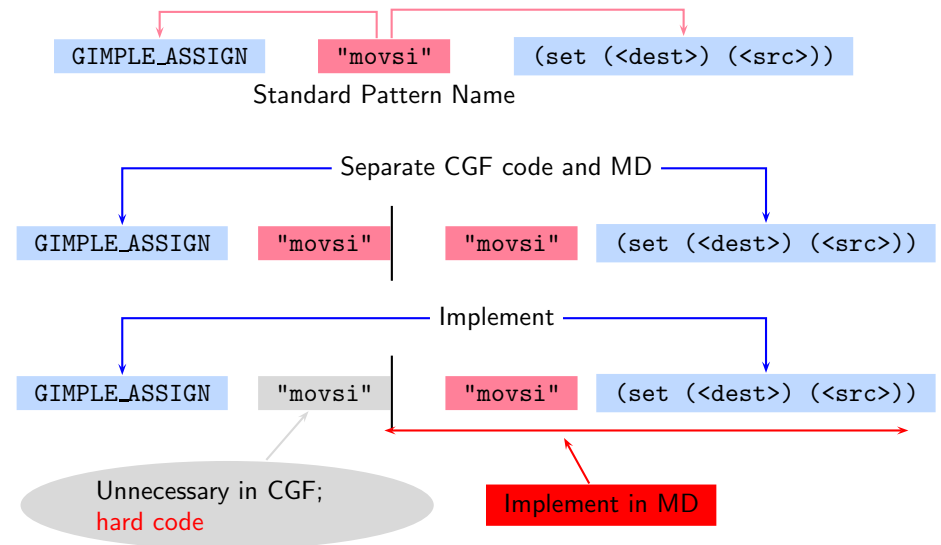 GIMPLE_ASSIGN "movsi" (set (<dest>) (<src>))
Standard Pattern Name
Separate CGF code and MD
GIMPLE_ASSIGN "movsi" "movsi" (set (<dest>) (<src>))
Implement
GIMPLE_ASSIGN "movsi" "movsi" (set (<dest>) (<src>))
Unnecessary in CGF;
hard code
Implement in MD